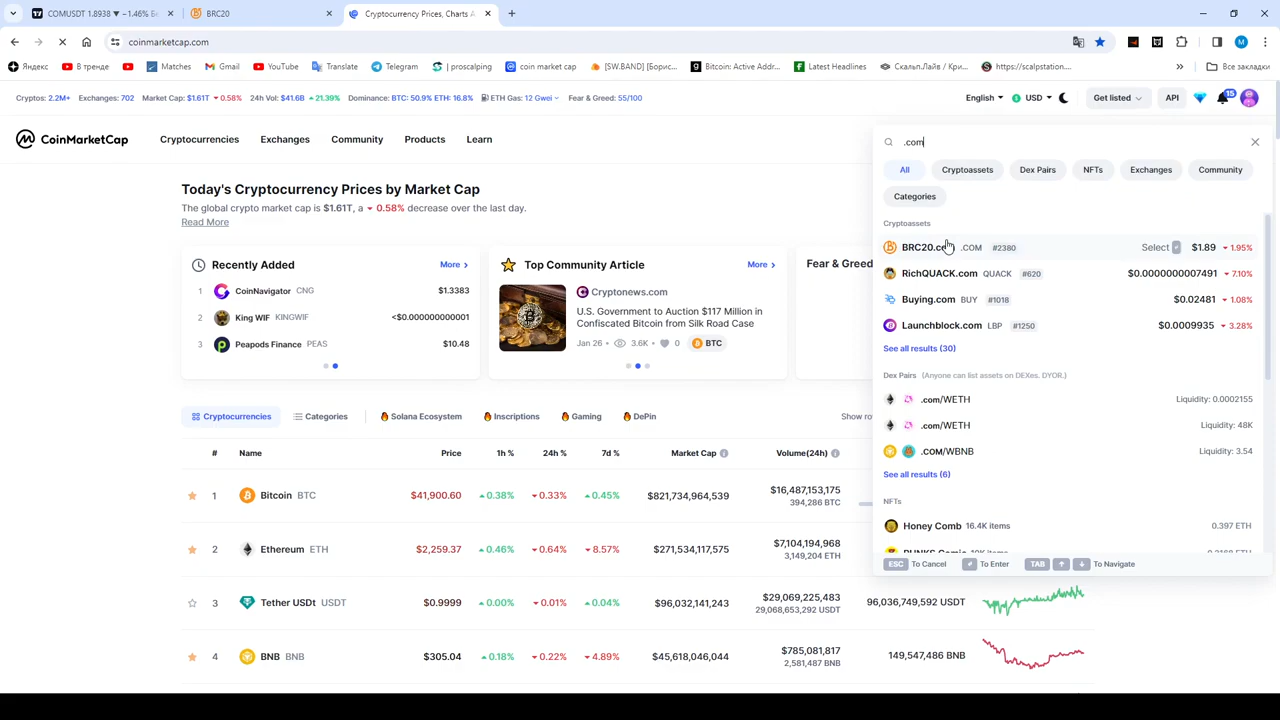 COMUSDT 1.8938 ▼ −1.46% Бе
BRC20
Cryptocurrency Prices, Charts A
coinmarketcap.com
Яндекс
В тренде
Matches
Gmail
YouTube
Translate
Telegram
| proscalping
coin market cap
[SW.BAND] [Борис...
Bitcoin: Active Addr...
Latest Headlines
Скальп.Лайв / Кри...
https://scalpstation....
»
Все закладки
Cryptos: 2.2M+ Exchanges: 702 Market Cap: $1.61T 0.58% 24h Vol: $41.6B 21.39% Dominance: BTC: 50.9% ETH: 16.8% ETH Gas: 12 Gwei Fear & Greed: 55/100
English USD Get listed API 15
CoinMarketCap
Cryptocurrencies Exchanges Community Products Learn
.com
All Cryptoassets Dex Pairs NFTs Exchanges Community
Categories
Cryptoassets
BRC20.co .COM #2380 Select $1.89 1.95%
RichQUACK.com QUACK #620 $0.0000000007491 7.10%
Buying.com BUY #1018 $0.02481 1.08%
Launchblock.com LBP #1250 $0.0009935 3.28%
See all results (30)
Dex Pairs (Anyone can list assets on DEXes. DYOR.)
.com/WETH Liquidity: 0.0002155
.com/WETH Liquidity: 48K
.COM/WBNB Liquidity: 3.54
See all results (6)
NFTs
Honey Comb 16.4K items 0.397 ETH
ESC To Cancel To Enter TAB To Navigate
Today's Cryptocurrency Prices by Market Cap
The global crypto market cap is $1.61T, a 0.58% decrease over the last day.
Read More
Recently Added More
1 CoinNavigator CNG $1.3383
2 King WIF KINGWIF <$0.000000000001
3 Peapods Finance PEAS $10.48
Top Community Article More
Cryptonews.com
U.S. Government to Auction $117 Million in
Confiscated Bitcoin from Silk Road Case
Jan 26 3.6K 0 BTC
Fear & Greed
Cryptocurrencies Categories Solana Ecosystem Inscriptions Gaming DePin Show ro
# Name Price 1h % 24h % 7d % Market Cap Volume(24h)
1 Bitcoin BTC $41,900.60 0.38% 0.33% 0.45% $821,734,964,539 $16,487,153,175
394,286 BTC
2 Ethereum ETH $2,259.37 0.46% 0.64% 8.57% $271,534,117,575 $7,104,194,968
3,149,204 ETH
3 Tether USDt USDT $0.9999 0.00% 0.01% 0.04% $96,032,141,243 $29,069,225,483 96,036,749,592 USDT
29,068,653,292 USDT
4 BNB BNB $305.04 0.18% 0.22% 4.89% $45,618,046,044 $785,081,817 149,547,486 BNB
2,581,487 BNB